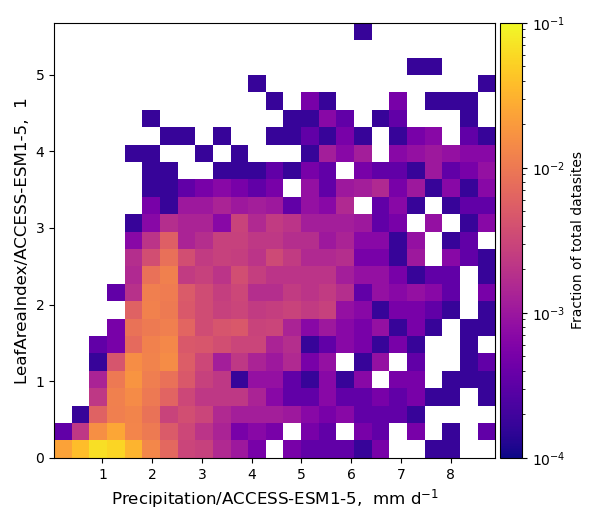 5
4
3
2
1
0
LeafAreaIndex/ACCESS-ESM1-5,  1
1 2 3 4 5 6 7 8
Precipitation/ACCESS-ESM1-5,  mm d⁻¹
10⁻¹
10⁻²
10⁻³
10⁻⁴
Fraction of total datasites